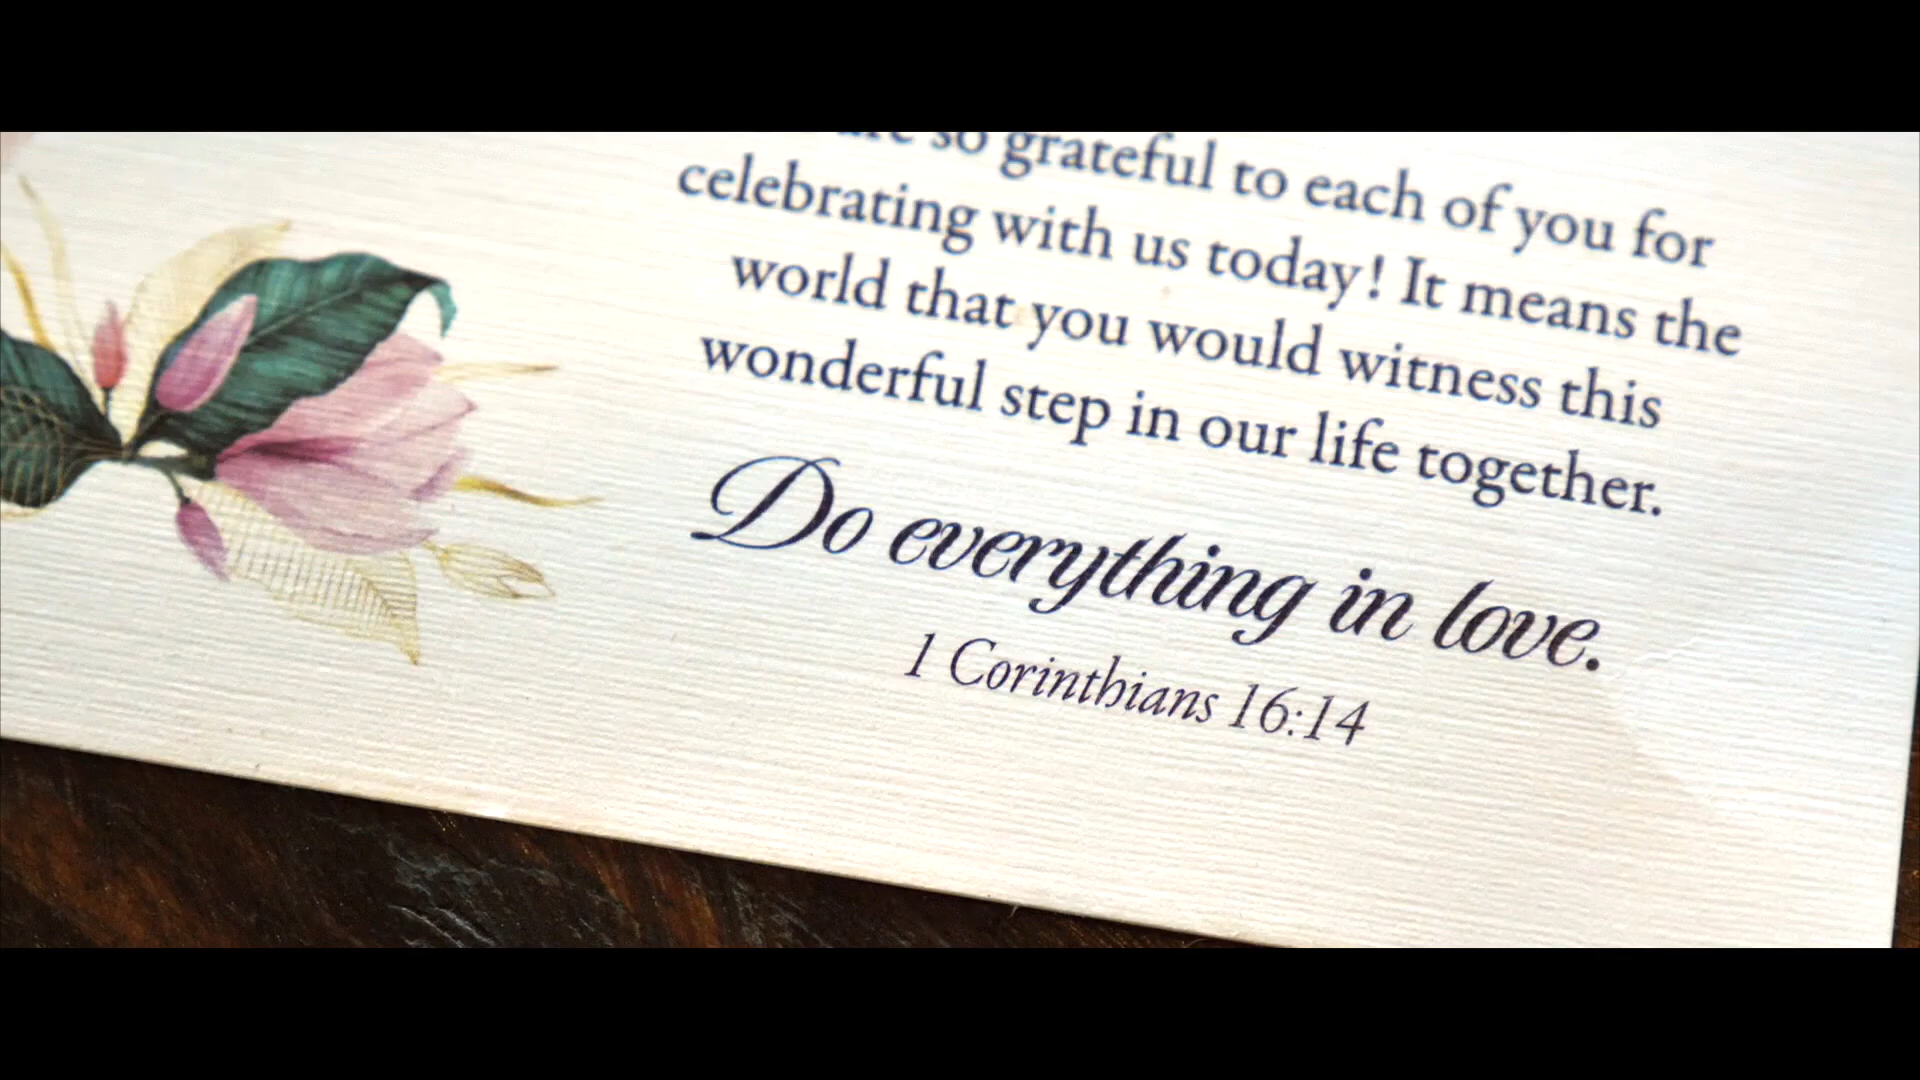 are so grateful to each of you for
celebrating with us today! It means the
world that you would witness this
wonderful step in our life together.
Do everything in love.
1 Corinthians 16:14